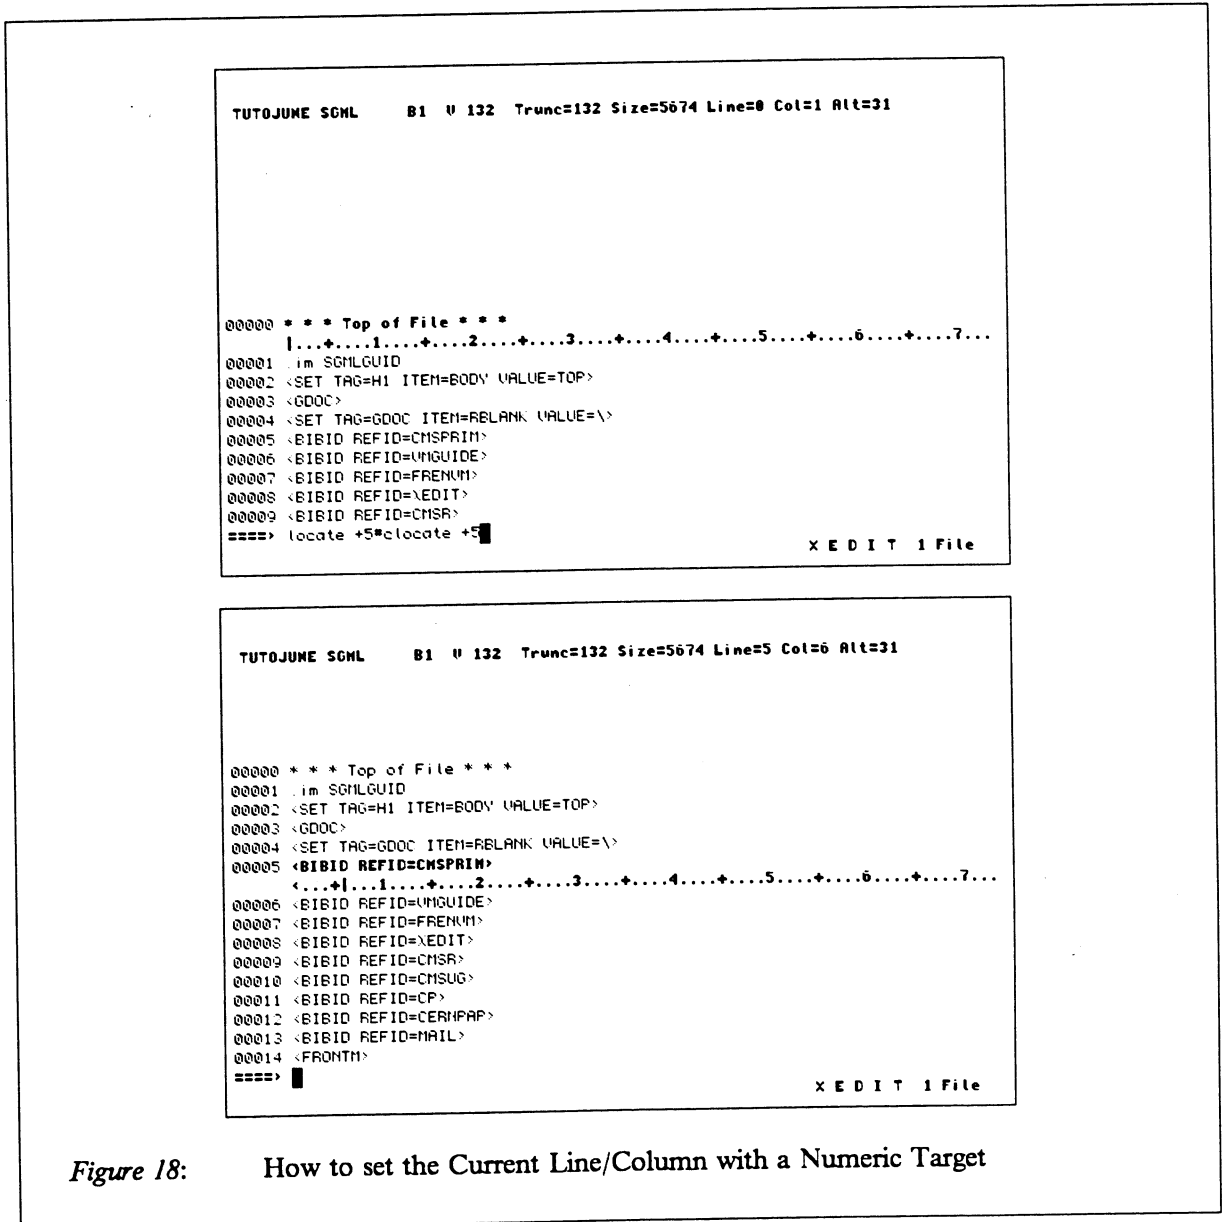 TUTOJUNE SGML B1 V 132 Trunc=132 Size=5674 Line=0 Col=1 Alt=31
00000 * * * Top of File * * *
|...+....1....+....2....+....3....+....4....+....5....+....6....+....7...
00001 .im SGMLGUID
00002 <SET TAG=H1 ITEM=BODY VALUE=TOP>
00003 <GDOC>
00004 <SET TAG=GDOC ITEM=RBLANK VALUE=\>
00005 <BIBID REFID=CMSPRIM>
00006 <BIBID REFID=VMGUIDE>
00007 <BIBID REFID=FRENVM>
00008 <BIBID REFID=XEDIT>
00009 <BIBID REFID=CMSR>
====> locate +5#clocate +5
X E D I T 1 File
TUTOJUNE SGML B1 V 132 Trunc=132 Size=5674 Line=5 Col=6 Alt=31
00000 * * * Top of File * * *
00001 .im SGMLGUID
00002 <SET TAG=H1 ITEM=BODY VALUE=TOP>
00003 <GDOC>
00004 <SET TAG=GDOC ITEM=RBLANK VALUE=\>
00005 <BIBID REFID=CMSPRIM>
<...+|...1....+....2....+....3....+....4....+....5....+....6....+....7...
00006 <BIBID REFID=VMGUIDE>
00007 <BIBID REFID=FRENVM>
00008 <BIBID REFID=XEDIT>
00009 <BIBID REFID=CMSR>
00010 <BIBID REFID=CMSUG>
00011 <BIBID REFID=CP>
00012 <BIBID REFID=CERNPAP>
00013 <BIBID REFID=MAIL>
00014 <FRONTM>
====>
X E D I T 1 File
Figure 18: How to set the Current Line/Column with a Numeric Target